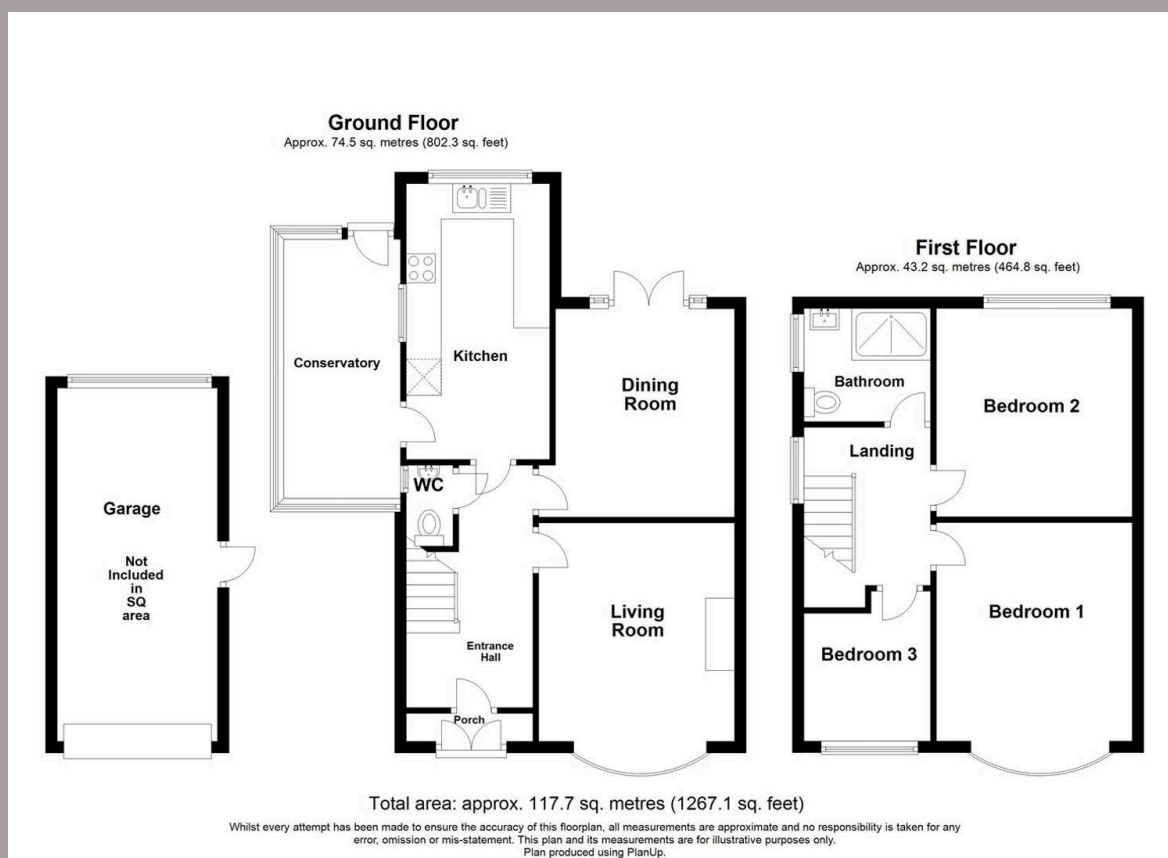 Ground Floor
Approx. 74.5 sq. metres (802.3 sq. feet)
First Floor
Approx. 43.2 sq. metres (464.8 sq. feet)
Conservatory
Kitchen
Dining
Room
Bathroom
Bedroom 2
Landing
WC
Garage
Not
Included
in
SQ
area
Living
Room
Entrance
Hall
Porch
Bedroom 3
Bedroom 1
Total area: approx. 117.7 sq. metres (1267.1 sq. feet)
Whilst every attempt has been made to ensure the accuracy of this floorplan, all measurements are approximate and no responsibility is taken for any
error, omission or mis-statement. This plan and its measurements are for illustrative purposes only.
Plan produced using PlanUp.